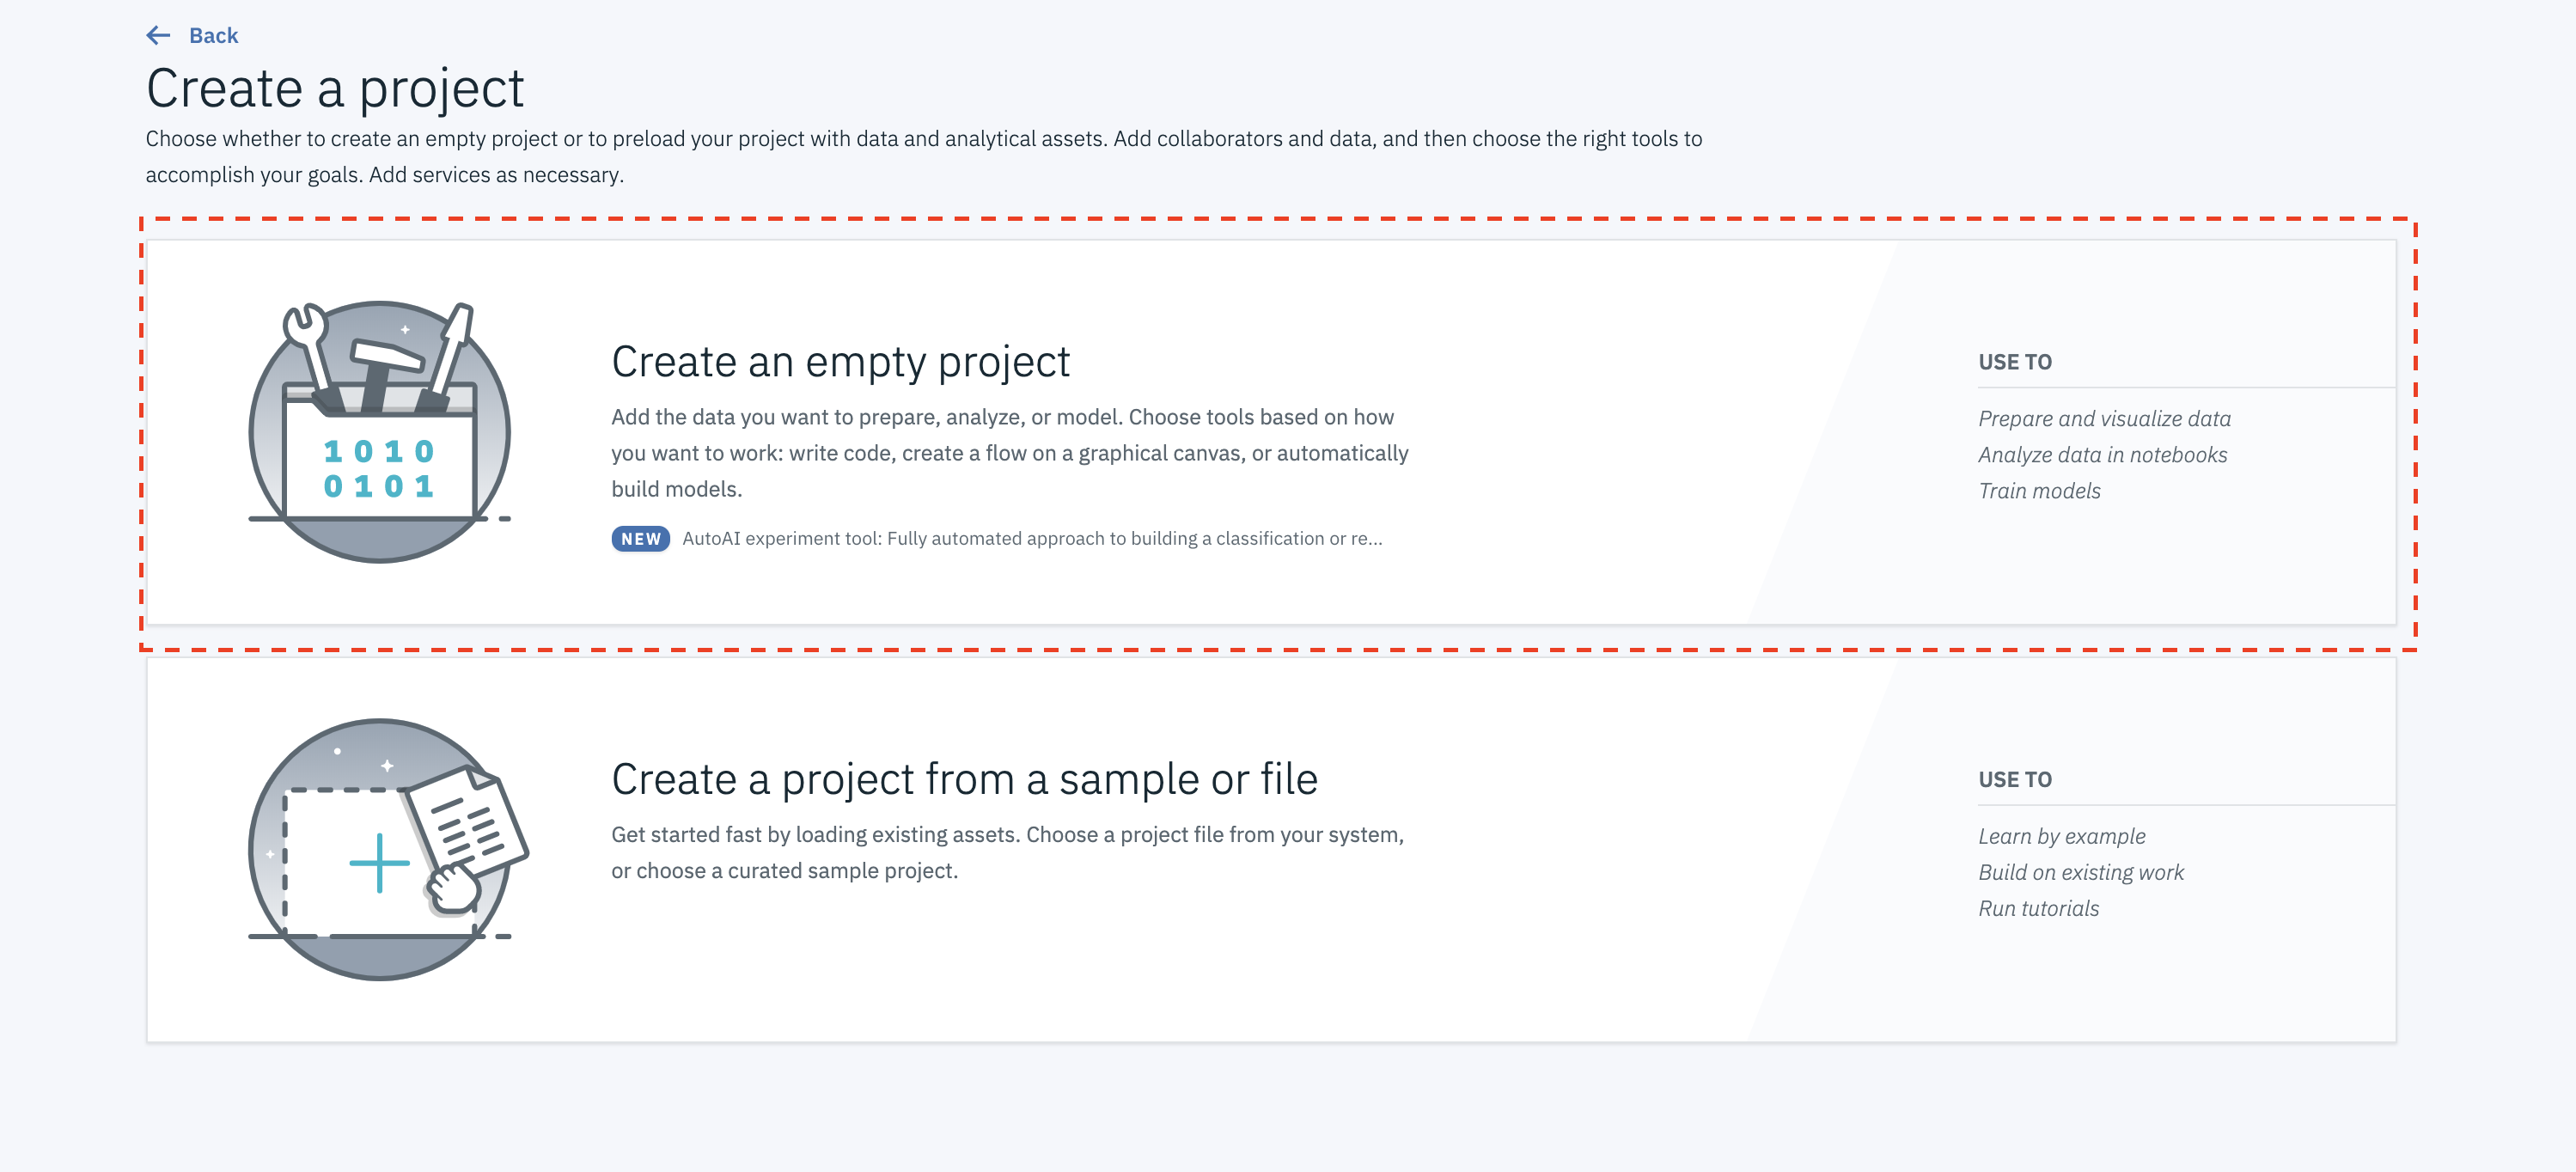 Back
Create a project
Choose whether to create an empty project or to preload your project with data and analytical assets. Add collaborators and data, and then choose the right tools to
accomplish your goals. Add services as necessary.
1 0 1 0
0 1 0 1
Create an empty project
Add the data you want to prepare, analyze, or model. Choose tools based on how
you want to work: write code, create a flow on a graphical canvas, or automatically
build models.
NEW AutoAI experiment tool: Fully automated approach to building a classification or re...
USE TO
Prepare and visualize data
Analyze data in notebooks
Train models
Create a project from a sample or file
Get started fast by loading existing assets. Choose a project file from your system,
or choose a curated sample project.
USE TO
Learn by example
Build on existing work
Run tutorials